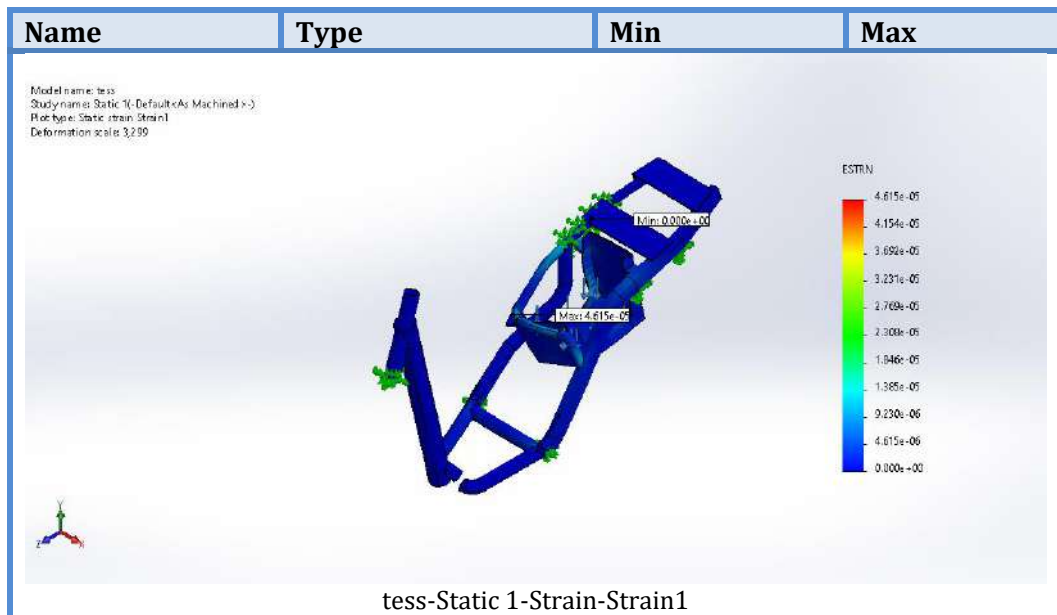 Name Type Min Max
Model name: tess
Study name: Static 1(-Default<As Machined>-)
Plot type: Static strain Strain1
Deformation scale: 3,299
ESTRN
4.615e-05
4.154e-05
3.692e-05
3.231e-05
2.769e-05
2.308e-05
1.846e-05
1.385e-05
9.230e-06
4.615e-06
0.000e+00
Min: 0.000e+00
Max: 4.615e-05
Y
Z
X
tess-Static 1-Strain-Strain1